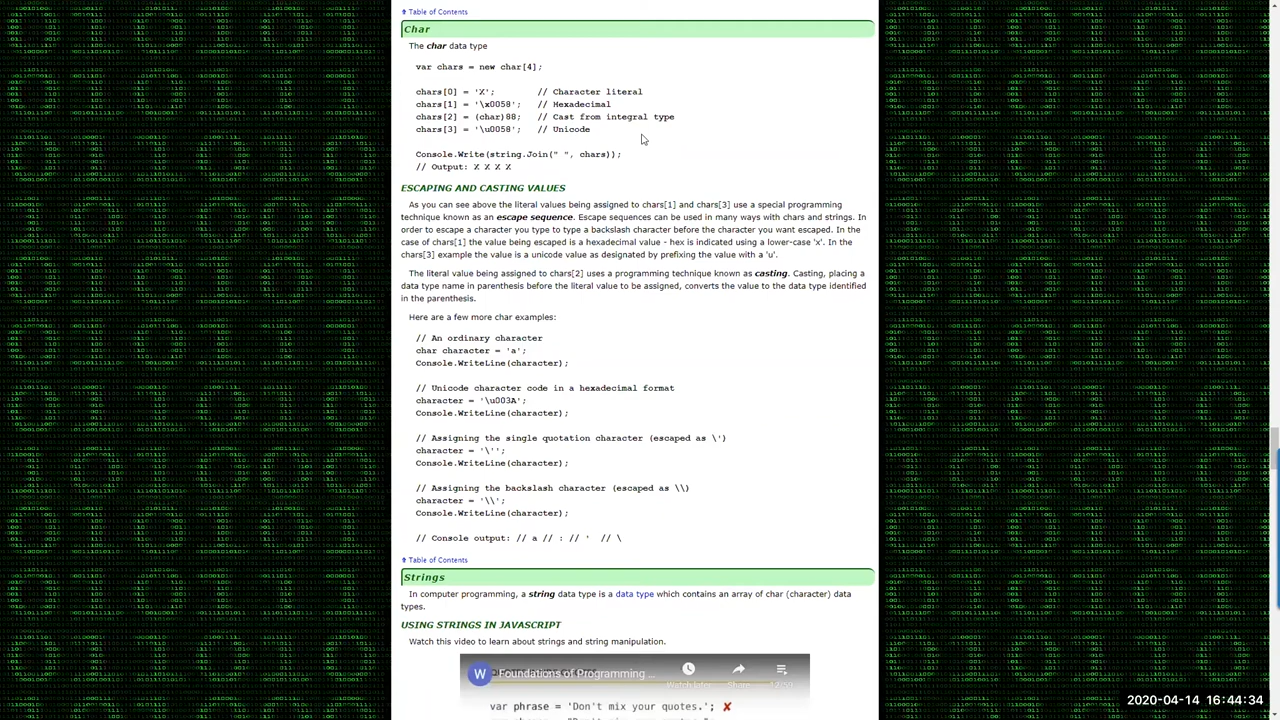 ⇮ Table of Contents
Char
The char data type
var chars = new char[4];
chars[0] = 'X';        // Character literal
chars[1] = '\x0058';   // Hexadecimal
chars[2] = (char)88;   // Cast from integral type
chars[3] = '\u0058';   // Unicode
Console.Write(string.Join(" ", chars));
// Output: X X X X
ESCAPING AND CASTING VALUES
As you can see above the literal values being assigned to chars[1] and chars[3] use a special programming
technique known as an escape sequence. Escape sequences can be used in many ways with chars and strings. In
order to escape a character you type to type a backslash character before the character you want escaped. In the
case of chars[1] the value being escaped is a hexadecimal value - hex is indicated using a lower-case 'x'. In the
chars[3] example the value is a unicode value as designated by prefixing the value with a 'u'.
The literal value being assigned to chars[2] uses a programming technique known as casting. Casting, placing a
data type name in parenthesis before the literal value to be assigned, converts the value to the data type identified
in the parenthesis.
Here are a few more char examples:
// An ordinary character
char character = 'a';
Console.WriteLine(character);
// Unicode character code in a hexadecimal format
character = '\u003A';
Console.WriteLine(character);
// Assigning the single quotation character (escaped as \')
character = '\'';
Console.WriteLine(character);
// Assigning the backslash character (escaped as \\)
character = '\\';
Console.WriteLine(character);
// Console output: // a // : // '  // \
⇮ Table of Contents
Strings
In computer programming, a string data type is a data type which contains an array of char (character) data
types.
USING STRINGS IN JAVASCRIPT
Watch this video to learn about strings and string manipulation.
W Foundations of Programming ...
Share
var phrase = 'Don't mix your quotes.'; ✘
2020-04-14 16:44:34